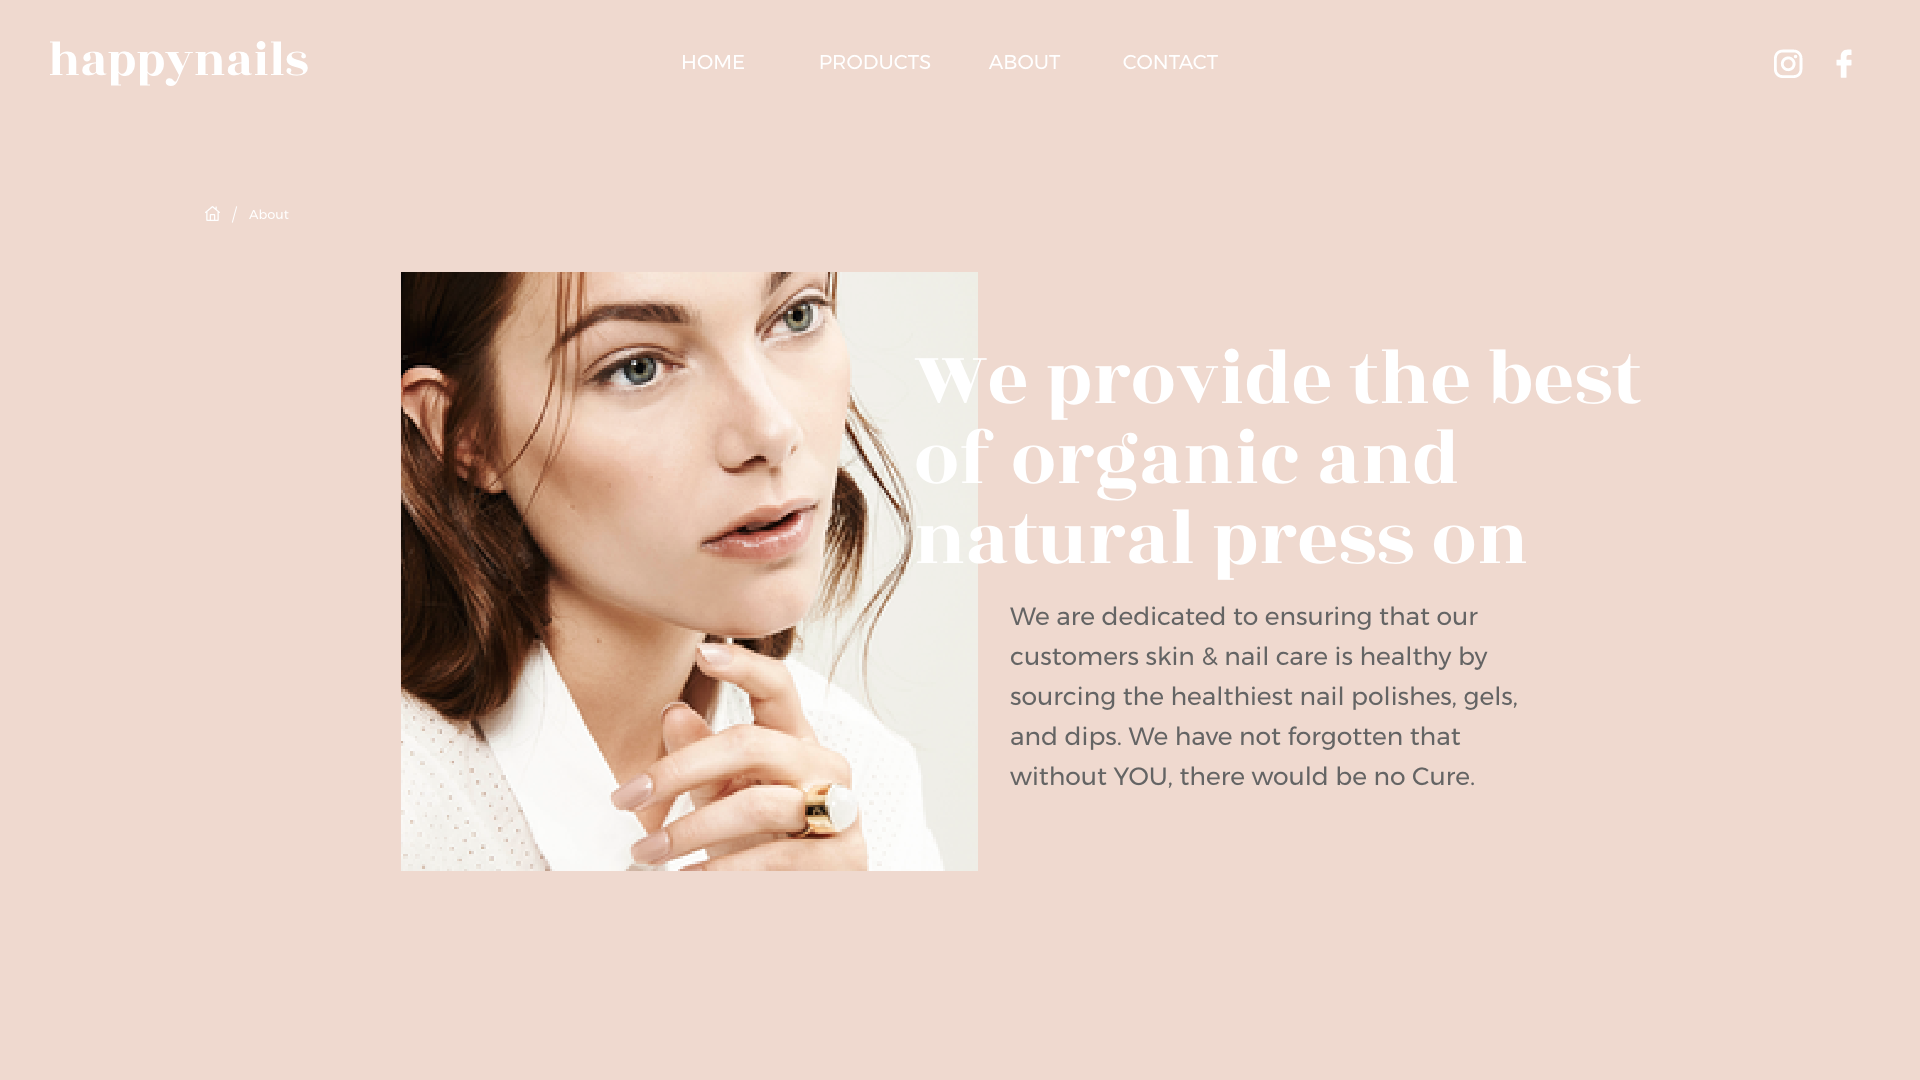 happynails
HOME PRODUCTS ABOUT CONTACT
/ About
We provide the best
of organic and
natural press on
We are dedicated to ensuring that our
customers skin & nail care is healthy by
sourcing the healthiest nail polishes, gels,
and dips. We have not forgotten that
without YOU, there would be no Cure.